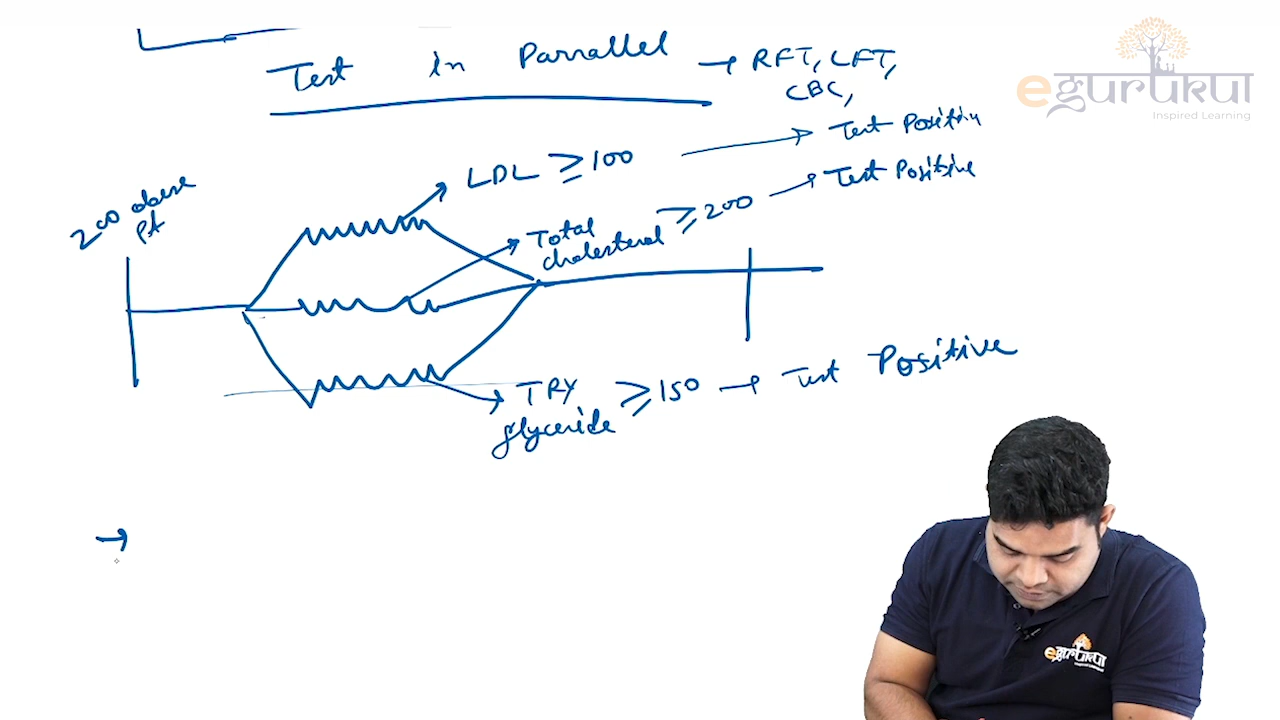 Test in Parrallel → RFT, LFT,
CBC,
egurukul
Inspired Learning
LDL ≥ 100 → Test Positive
200 obese
Pt
Total
cholesterol ≥ 200 → Test Positive
TRY
glyceride ≥ 150 → Test Positive
→
egurukul